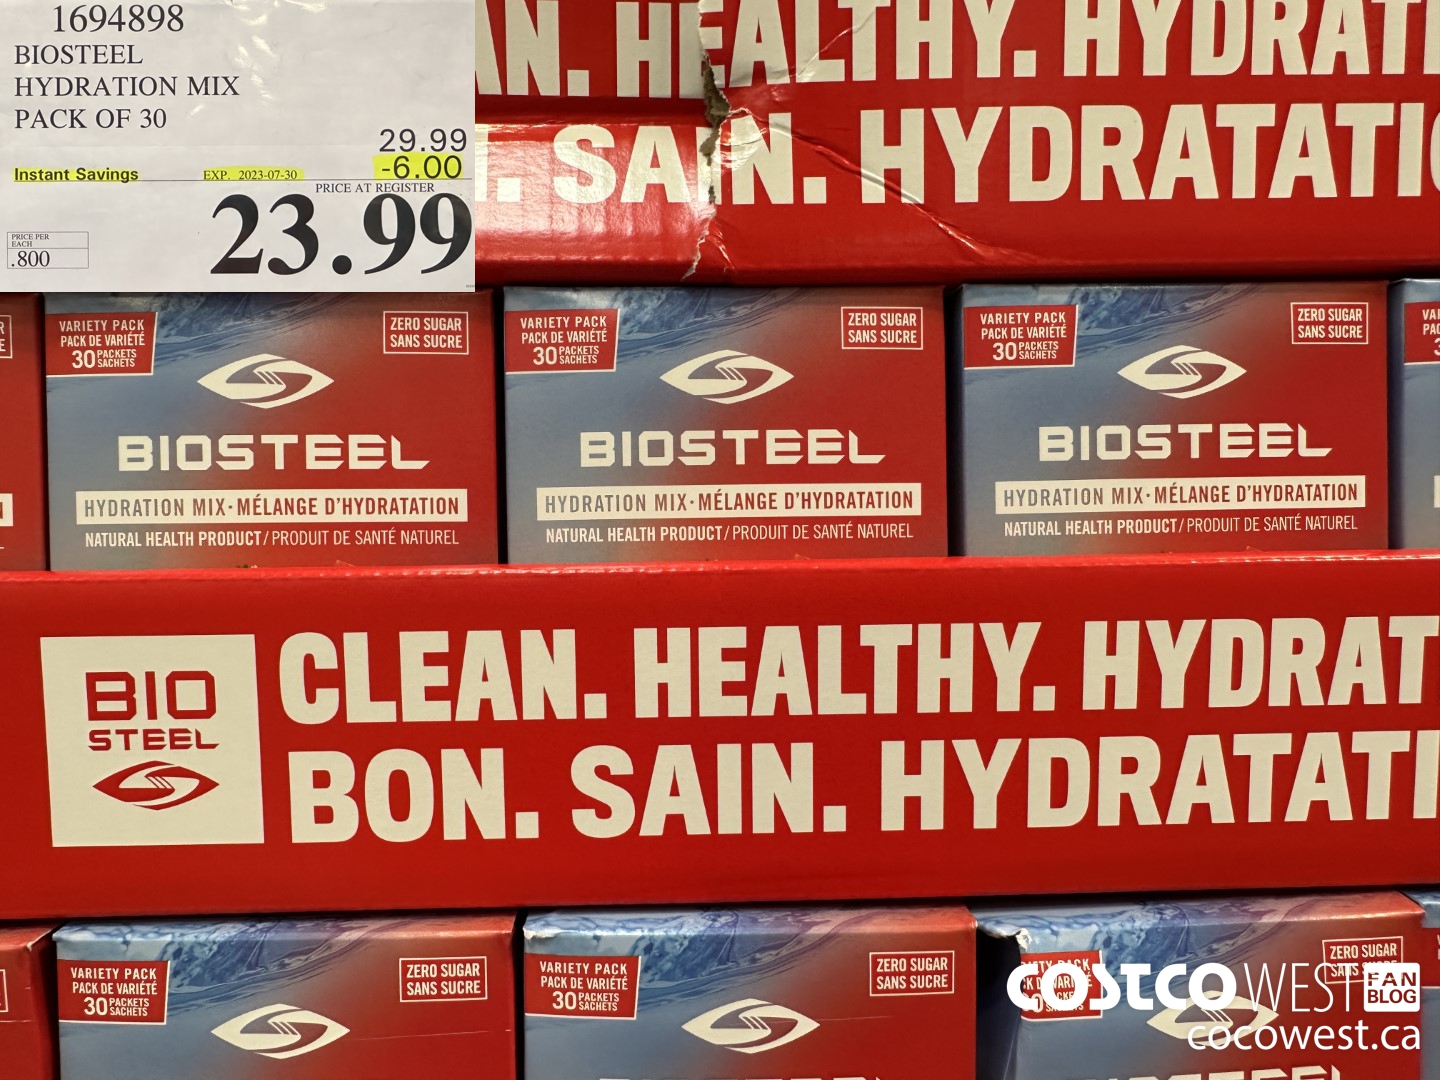 1694898
BIOSTEEL
HYDRATION MIX
PACK OF 30
29.99
Instant Savings EXP. 2023-07-30 -6.00
PRICE AT REGISTER
23.99
PRICE PER
EACH
.800
AN. HEALTHY. HYDRAT
. SAIN. HYDRATATI
VARIETY PACK
PACK DE VARIÉTÉ
30 PACKETS
SACHETS
ZERO SUGAR
SANS SUCRE
BIOSTEEL
HYDRATION MIX·MÉLANGE D'HYDRATATION
NATURAL HEALTH PRODUCT/PRODUIT DE SANTÉ NATUREL
VARIETY PACK
PACK DE VARIÉTÉ
30 PACKETS
SACHETS
ZERO SUGAR
SANS SUCRE
BIOSTEEL
HYDRATION MIX·MÉLANGE D'HYDRATATION
NATURAL HEALTH PRODUCT/PRODUIT DE SANTÉ NATUREL
VARIETY PACK
PACK DE VARIÉTÉ
30 PACKETS
SACHETS
ZERO SUGAR
SANS SUCRE
BIOSTEEL
HYDRATION MIX·MÉLANGE D'HYDRATATION
NATURAL HEALTH PRODUCT/PRODUIT DE SANTÉ NATUREL
BIO
STEEL
CLEAN. HEALTHY. HYDRAT
BON. SAIN. HYDRATATI
VARIETY PACK
PACK DE VARIÉTÉ
30 PACKETS
SACHETS
ZERO SUGAR
SANS SUCRE
VARIETY PACK
PACK DE VARIÉTÉ
30 PACKETS
SACHETS
ZERO SUGAR
SANS SUCRE
ZERO SUGAR
SANS SUCRE
COSTCO WEST FAN BLOG
cocowest.ca